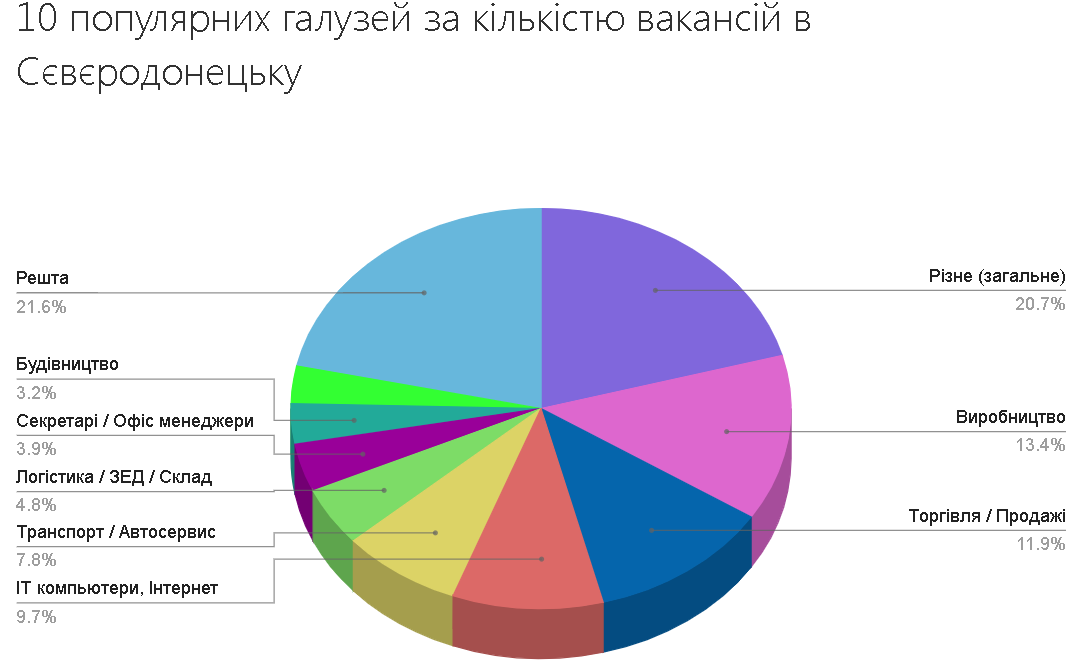 10 популярних галузей за кількістю вакансій в
Сєвєродонецьку
Решта
21.6%
Будівництво
3.2%
Секретарі / Офіс менеджери
3.9%
Логістика / ЗЕД / Склад
4.8%
Транспорт / Автосервис
7.8%
IT компьютери, Інтернет
9.7%
Різне (загальне)
20.7%
Виробництво
13.4%
Торгівля / Продажі
11.9%